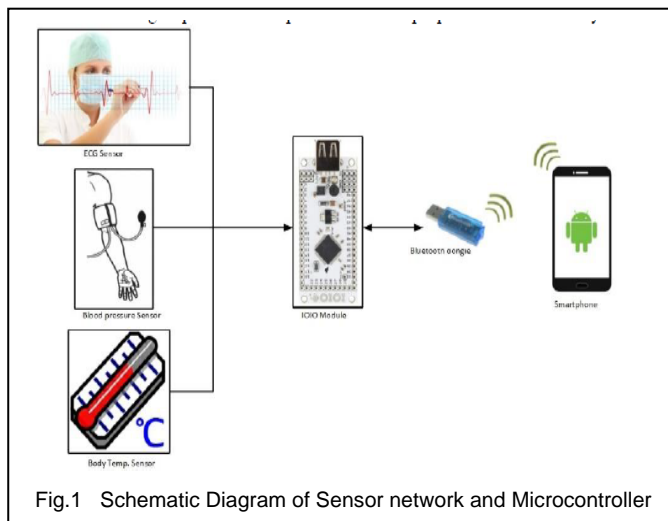 ECG Sensor
Blood pressure Sensor
°C
Body Temp. Sensor
IOIO Module
Bluetooth dongle
Smartphone
Fig.1 Schematic Diagram of Sensor network and Microcontroller